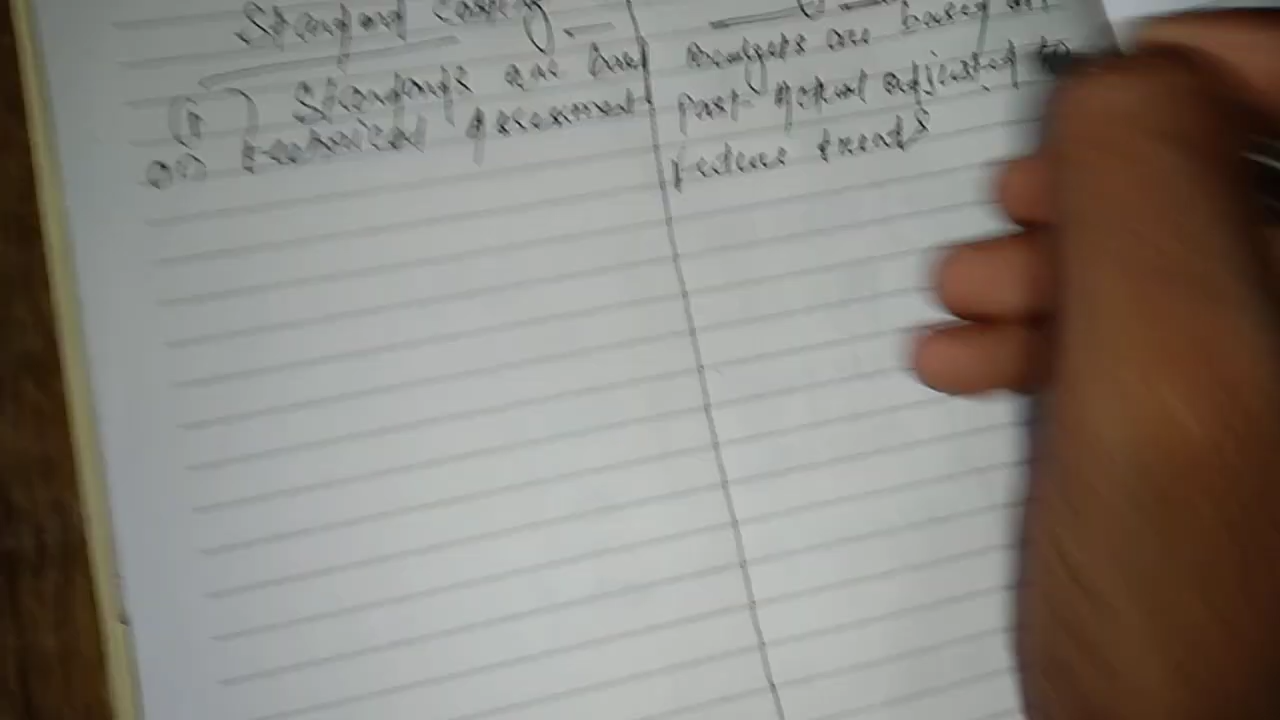 Standard Costing.
(i) Standards are based
on technical assessment
Budgets are based on
past actual adjusted to
future trends